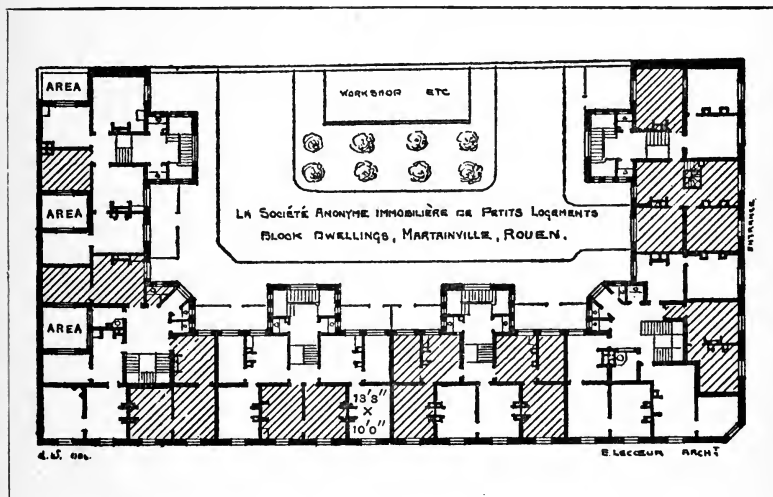 AREA
WORKSHOP ETC
LA SOCIÉTÉ ANONYME IMMOBILIÈRE DE PETITS LOGEMENTS
BLOCK DWELLINGS, MARTAINVILLE, ROUEN.
AREA
ENTRANCE
AREA
13'3"
×
10'0"
E. LECŒUR ARCHT